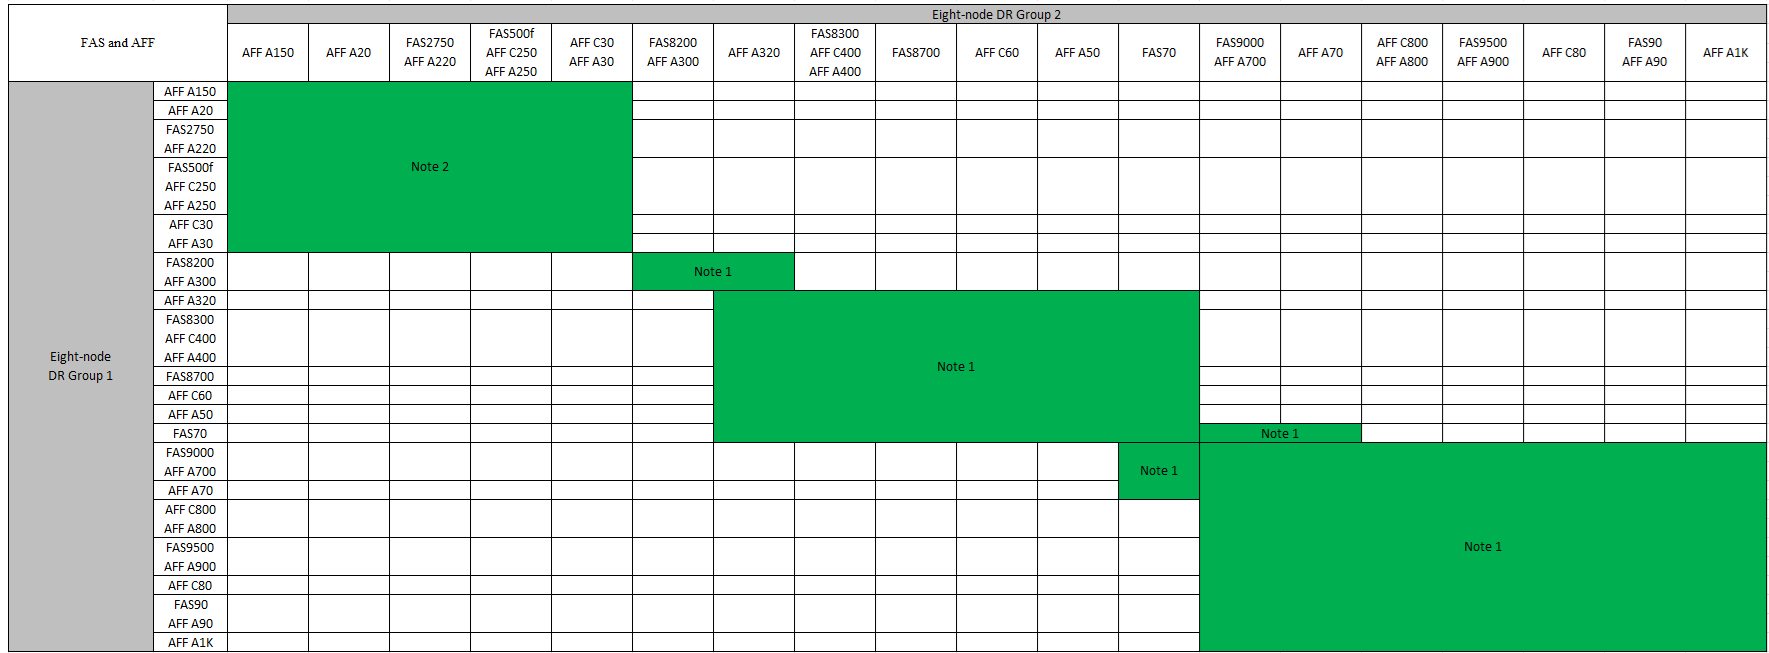 Eight-node DR Group 2
FAS and AFF
AFF A150
AFF A20
FAS2750
AFF A220
FAS500f
AFF C250
AFF A250
AFF C30
AFF A30
FAS8200
AFF A300
AFF A320
FAS8300
AFF C400
AFF A400
FAS8700
AFF C60
AFF A50
FAS70
FAS9000
AFF A700
AFF A70
AFF C800
AFF A800
FAS9500
AFF A900
AFF C80
FAS90
AFF A90
AFF A1K
Eight-node
DR Group 1
AFF A150
AFF A20
FAS2750
AFF A220
FAS500f
AFF C250
AFF A250
AFF C30
AFF A30
Note 2
FAS8200
AFF A300
Note 1
AFF A320
FAS8300
AFF C400
AFF A400
FAS8700
AFF C60
AFF A50
FAS70
Note 1
Note 1
FAS9000
AFF A700
AFF A70
Note 1
AFF C800
AFF A800
FAS9500
AFF A900
AFF C80
FAS90
AFF A90
AFF A1K
Note 1